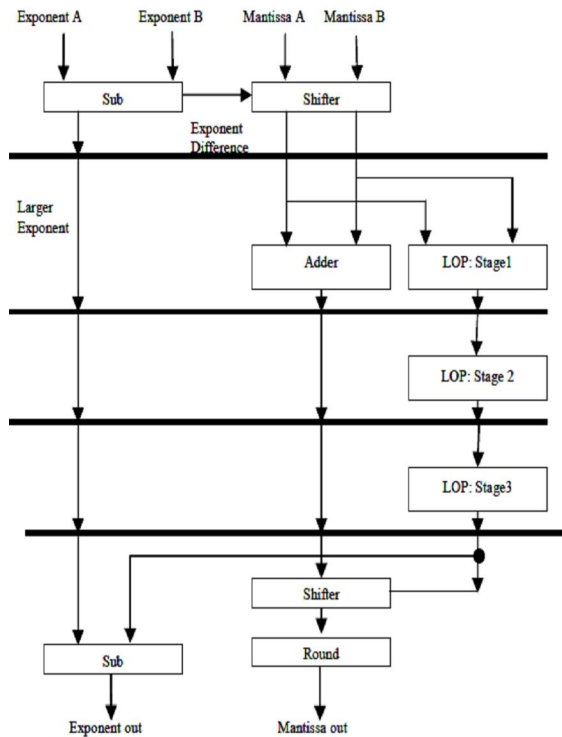 Exponent A
Exponent B
Mantissa A
Mantissa B
Sub
Shifter
Exponent
Difference
Larger
Exponent
Adder
LOP: Stage1
LOP: Stage 2
LOP: Stage3
Shifter
Sub
Round
Exponent out
Mantissa out